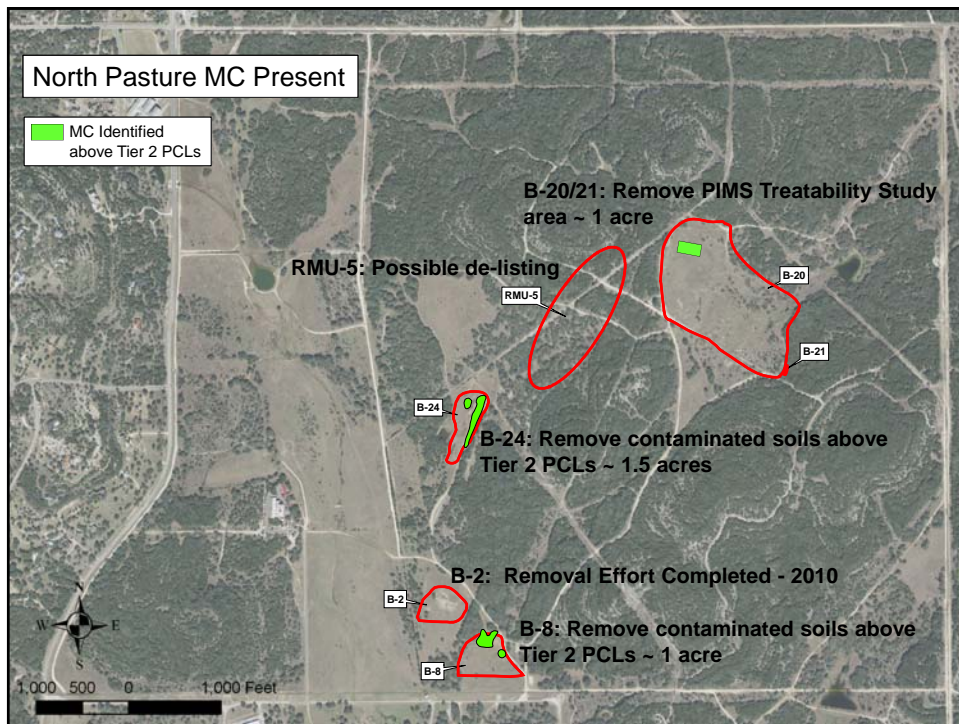 North Pasture MC Present
MC Identified
above Tier 2 PCLs
B-20/21: Remove PIMS Treatability Study
area ~ 1 acre
RMU-5: Possible de-listing
B-20
RMU-5
B-21
B-24
B-24: Remove contaminated soils above
Tier 2 PCLs ~ 1.5 acres
B-2: Removal Effort Completed - 2010
B-2
B-8: Remove contaminated soils above
Tier 2 PCLs ~ 1 acre
B-8
N
W E
S
1,000 500 0 1,000 Feet